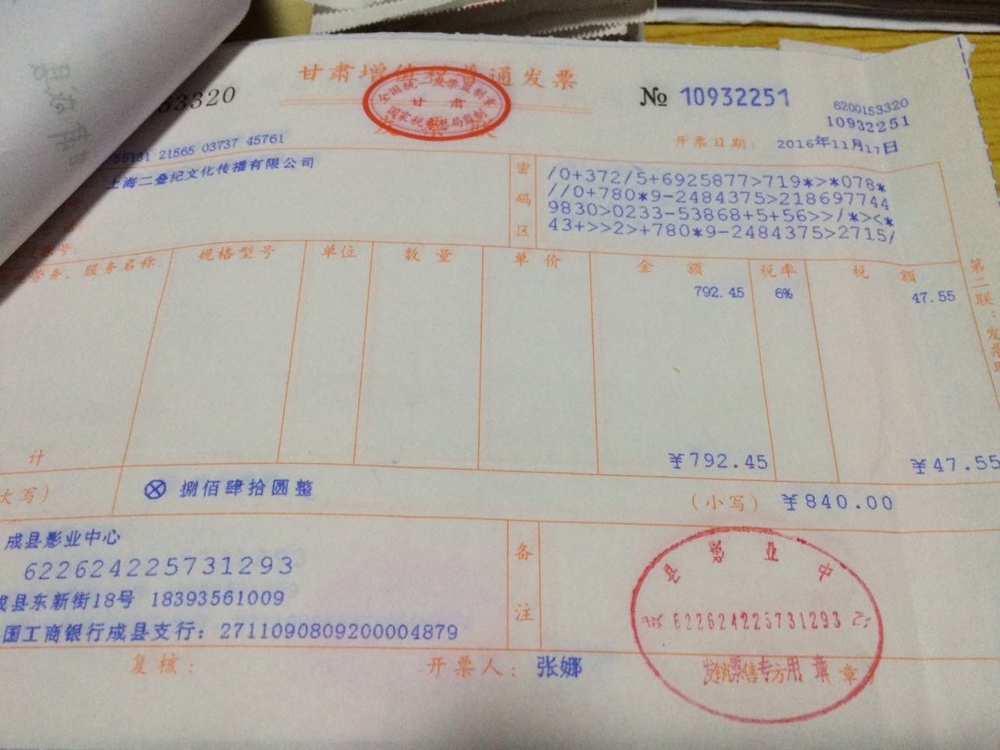 甘肃增值税普通发票
全国统一发票监制章
甘肃
国家税务总局监制
3320
№ 10932251
6200153320
10932251
开票日期: 2016年11月17日
55131 21565 03737 45761
上海二叠纪文化传播有限公司
密码区
/0+372/5+6925877>719*>*078*
//0+780*9-2484375>218697744
9830>0233-53868+5+56>>/*><*
43+>>2>+780*9-2484375>2715/
劳务、服务名称 规格型号 单位 数量 单价 金额 税率 税额
792.45 6% 47.55
计 ¥792.45 ¥47.55
大写) ⊗ 捌佰肆拾圆整 (小写) ¥840.00
成县影业中心
622624225731293
成县东新街18号 18393561009
国工商银行成县支行: 2711090809200004879
备注
复核: 开票人: 张娜
成县影业中心
622624225731293
发票专用章
第二联:发票